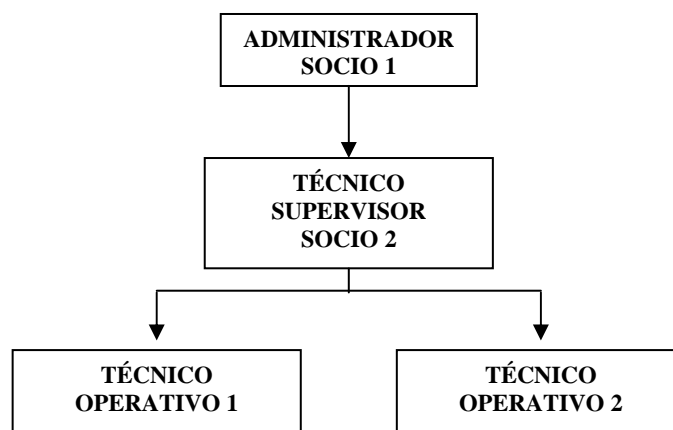 ADMINISTRADOR
SOCIO 1
TÉCNICO
SUPERVISOR
SOCIO 2
TÉCNICO
OPERATIVO 1
TÉCNICO
OPERATIVO 2